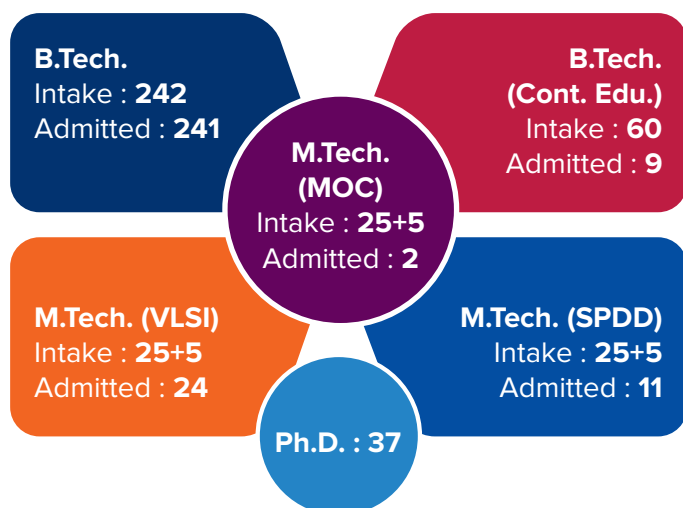 B.Tech.
Intake : 242
Admitted : 241
B.Tech.
(Cont. Edu.)
Intake : 60
Admitted : 9
M.Tech.
(MOC)
Intake : 25+5
Admitted : 2
M.Tech. (VLSI)
Intake : 25+5
Admitted : 24
M.Tech. (SPDD)
Intake : 25+5
Admitted : 11
Ph.D. : 37